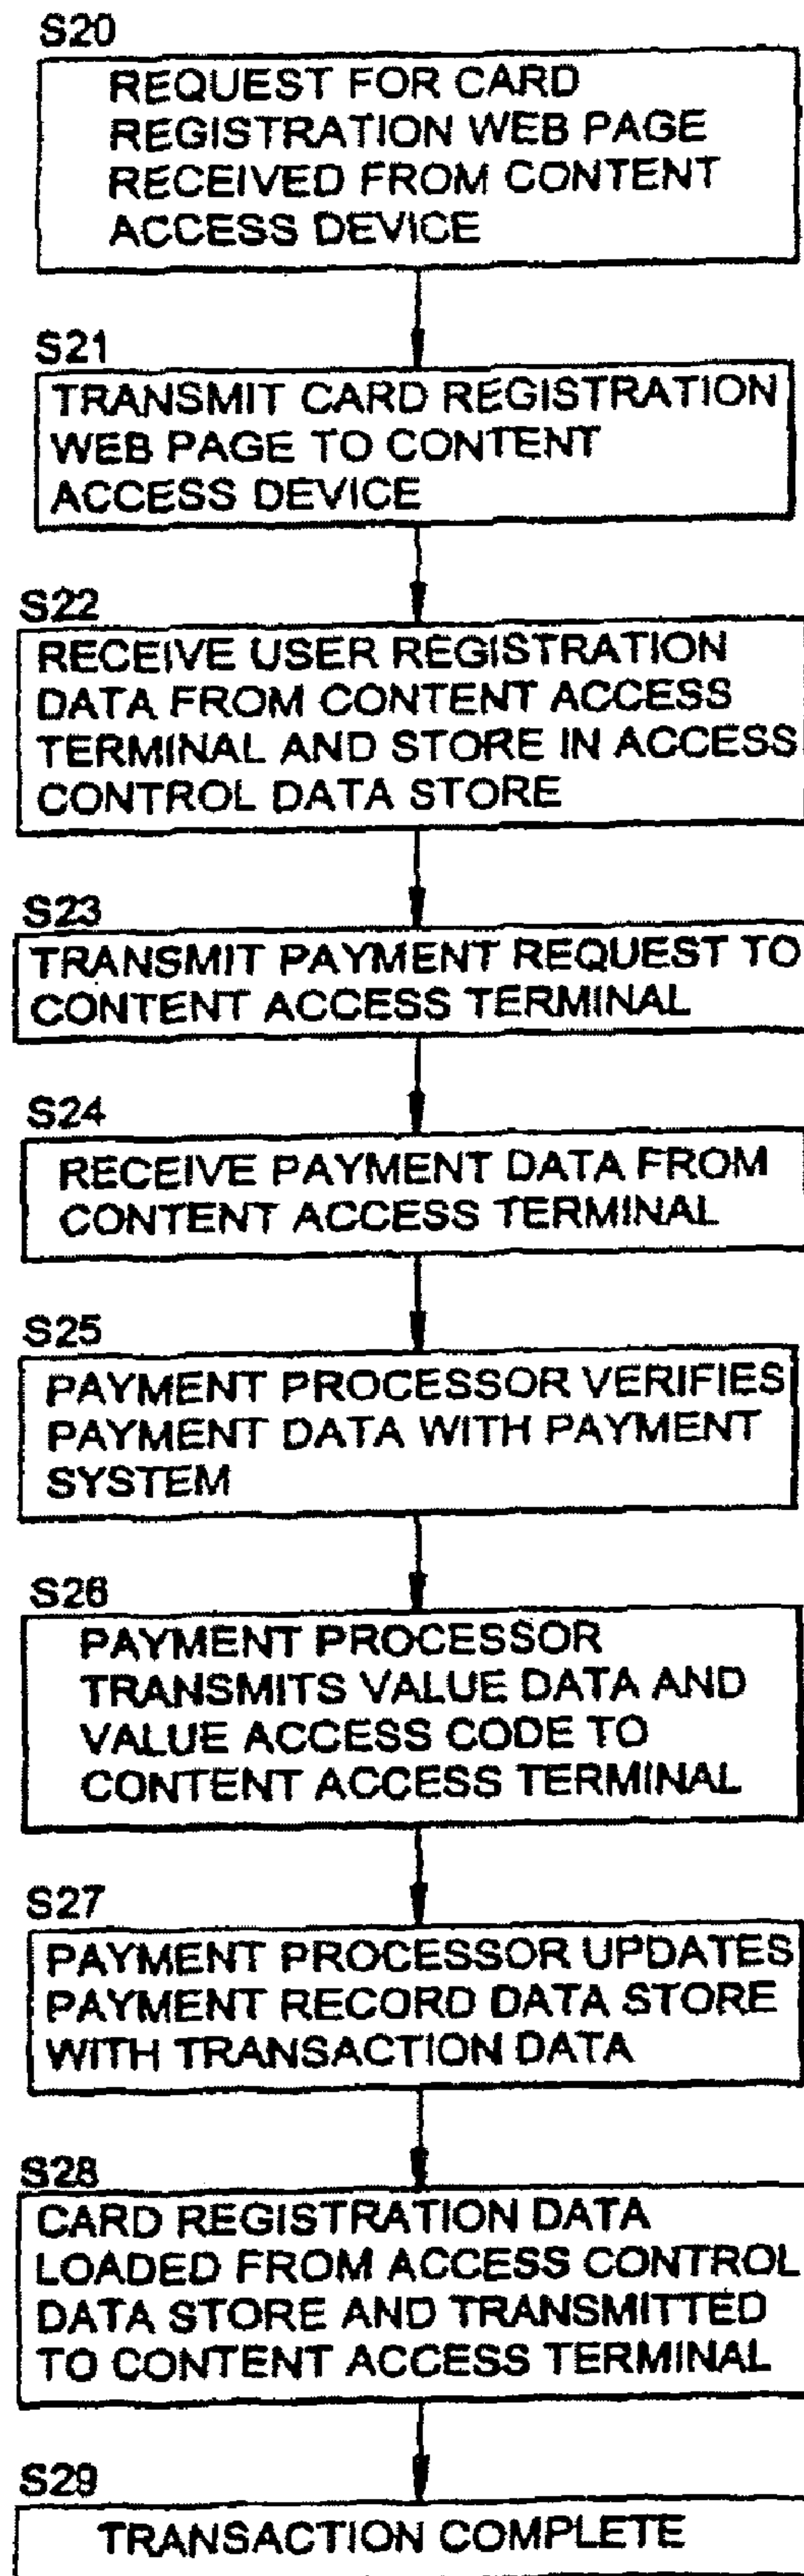 S20
REQUEST FOR CARD
REGISTRATION WEB PAGE
RECEIVED FROM CONTENT
ACCESS DEVICE
S21
TRANSMIT CARD REGISTRATION
WEB PAGE TO CONTENT
ACCESS DEVICE
S22
RECEIVE USER REGISTRATION
DATA FROM CONTENT ACCESS
TERMINAL AND STORE IN ACCESS
CONTROL DATA STORE
S23
TRANSMIT PAYMENT REQUEST TO
CONTENT ACCESS TERMINAL
S24
RECEIVE PAYMENT DATA FROM
CONTENT ACCESS TERMINAL
S25
PAYMENT PROCESSOR VERIFIES
PAYMENT DATA WITH PAYMENT
SYSTEM
S26
PAYMENT PROCESSOR
TRANSMITS VALUE DATA AND
VALUE ACCESS CODE TO
CONTENT ACCESS TERMINAL
S27
PAYMENT PROCESSOR UPDATES
PAYMENT RECORD DATA STORE
WITH TRANSACTION DATA
S28
CARD REGISTRATION DATA
LOADED FROM ACCESS CONTROL
DATA STORE AND TRANSMITTED
TO CONTENT ACCESS TERMINAL
S29
TRANSACTION COMPLETE